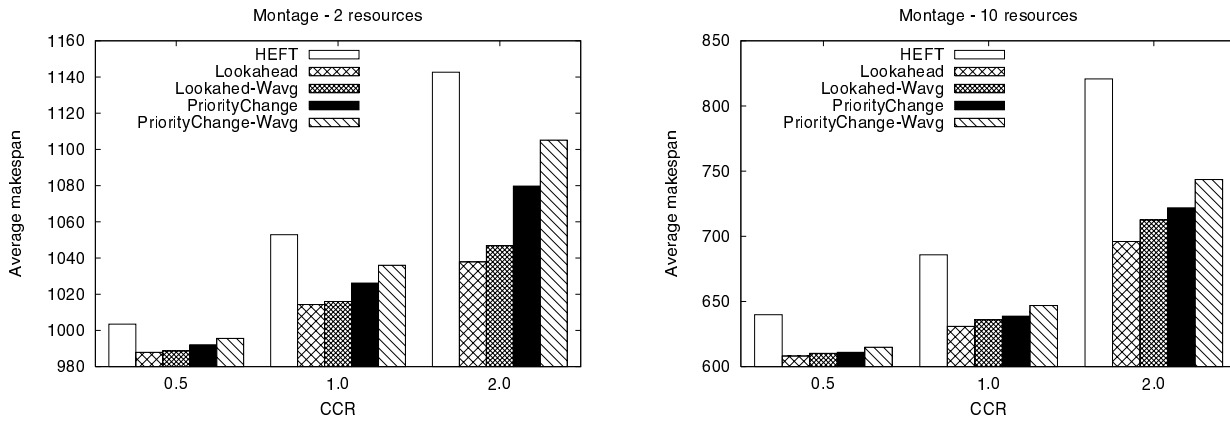 Montage - 2 resources
1160
1140
1120
1100
1080
1060
1040
1020
1000
980
Average makespan
HEFT
Lookahead
Lookahed-Wavg
PriorityChange
PriorityChange-Wavg
0.5
1.0
2.0
CCR
Montage - 10 resources
850
800
750
700
650
600
Average makespan
HEFT
Lookahead
Lookahed-Wavg
PriorityChange
PriorityChange-Wavg
0.5
1.0
2.0
CCR